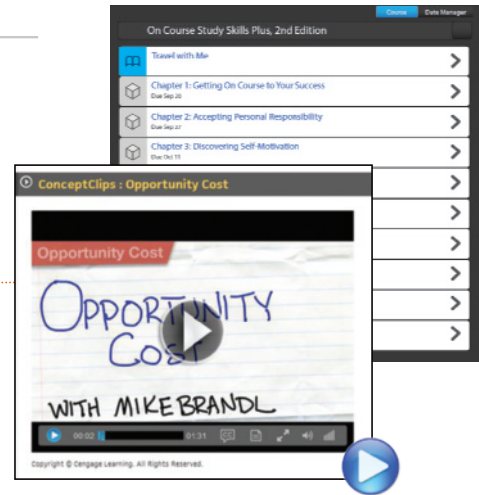 Course Data Manager
On Course Study Skills Plus, 2nd Edition
Travel with Me
Chapter 1: Getting On Course to Your Success
Due Sep 20
Chapter 2: Accepting Personal Responsibility
Due Sep 27
Chapter 3: Discovering Self-Motivation
Due Oct 11
ConceptClips : Opportunity Cost
Opportunity Cost
OPPORTUNITY
COST
WITH MIKE BRANDL
00:02 01:31 CC
Copyright © Cengage Learning. All Rights Reserved.